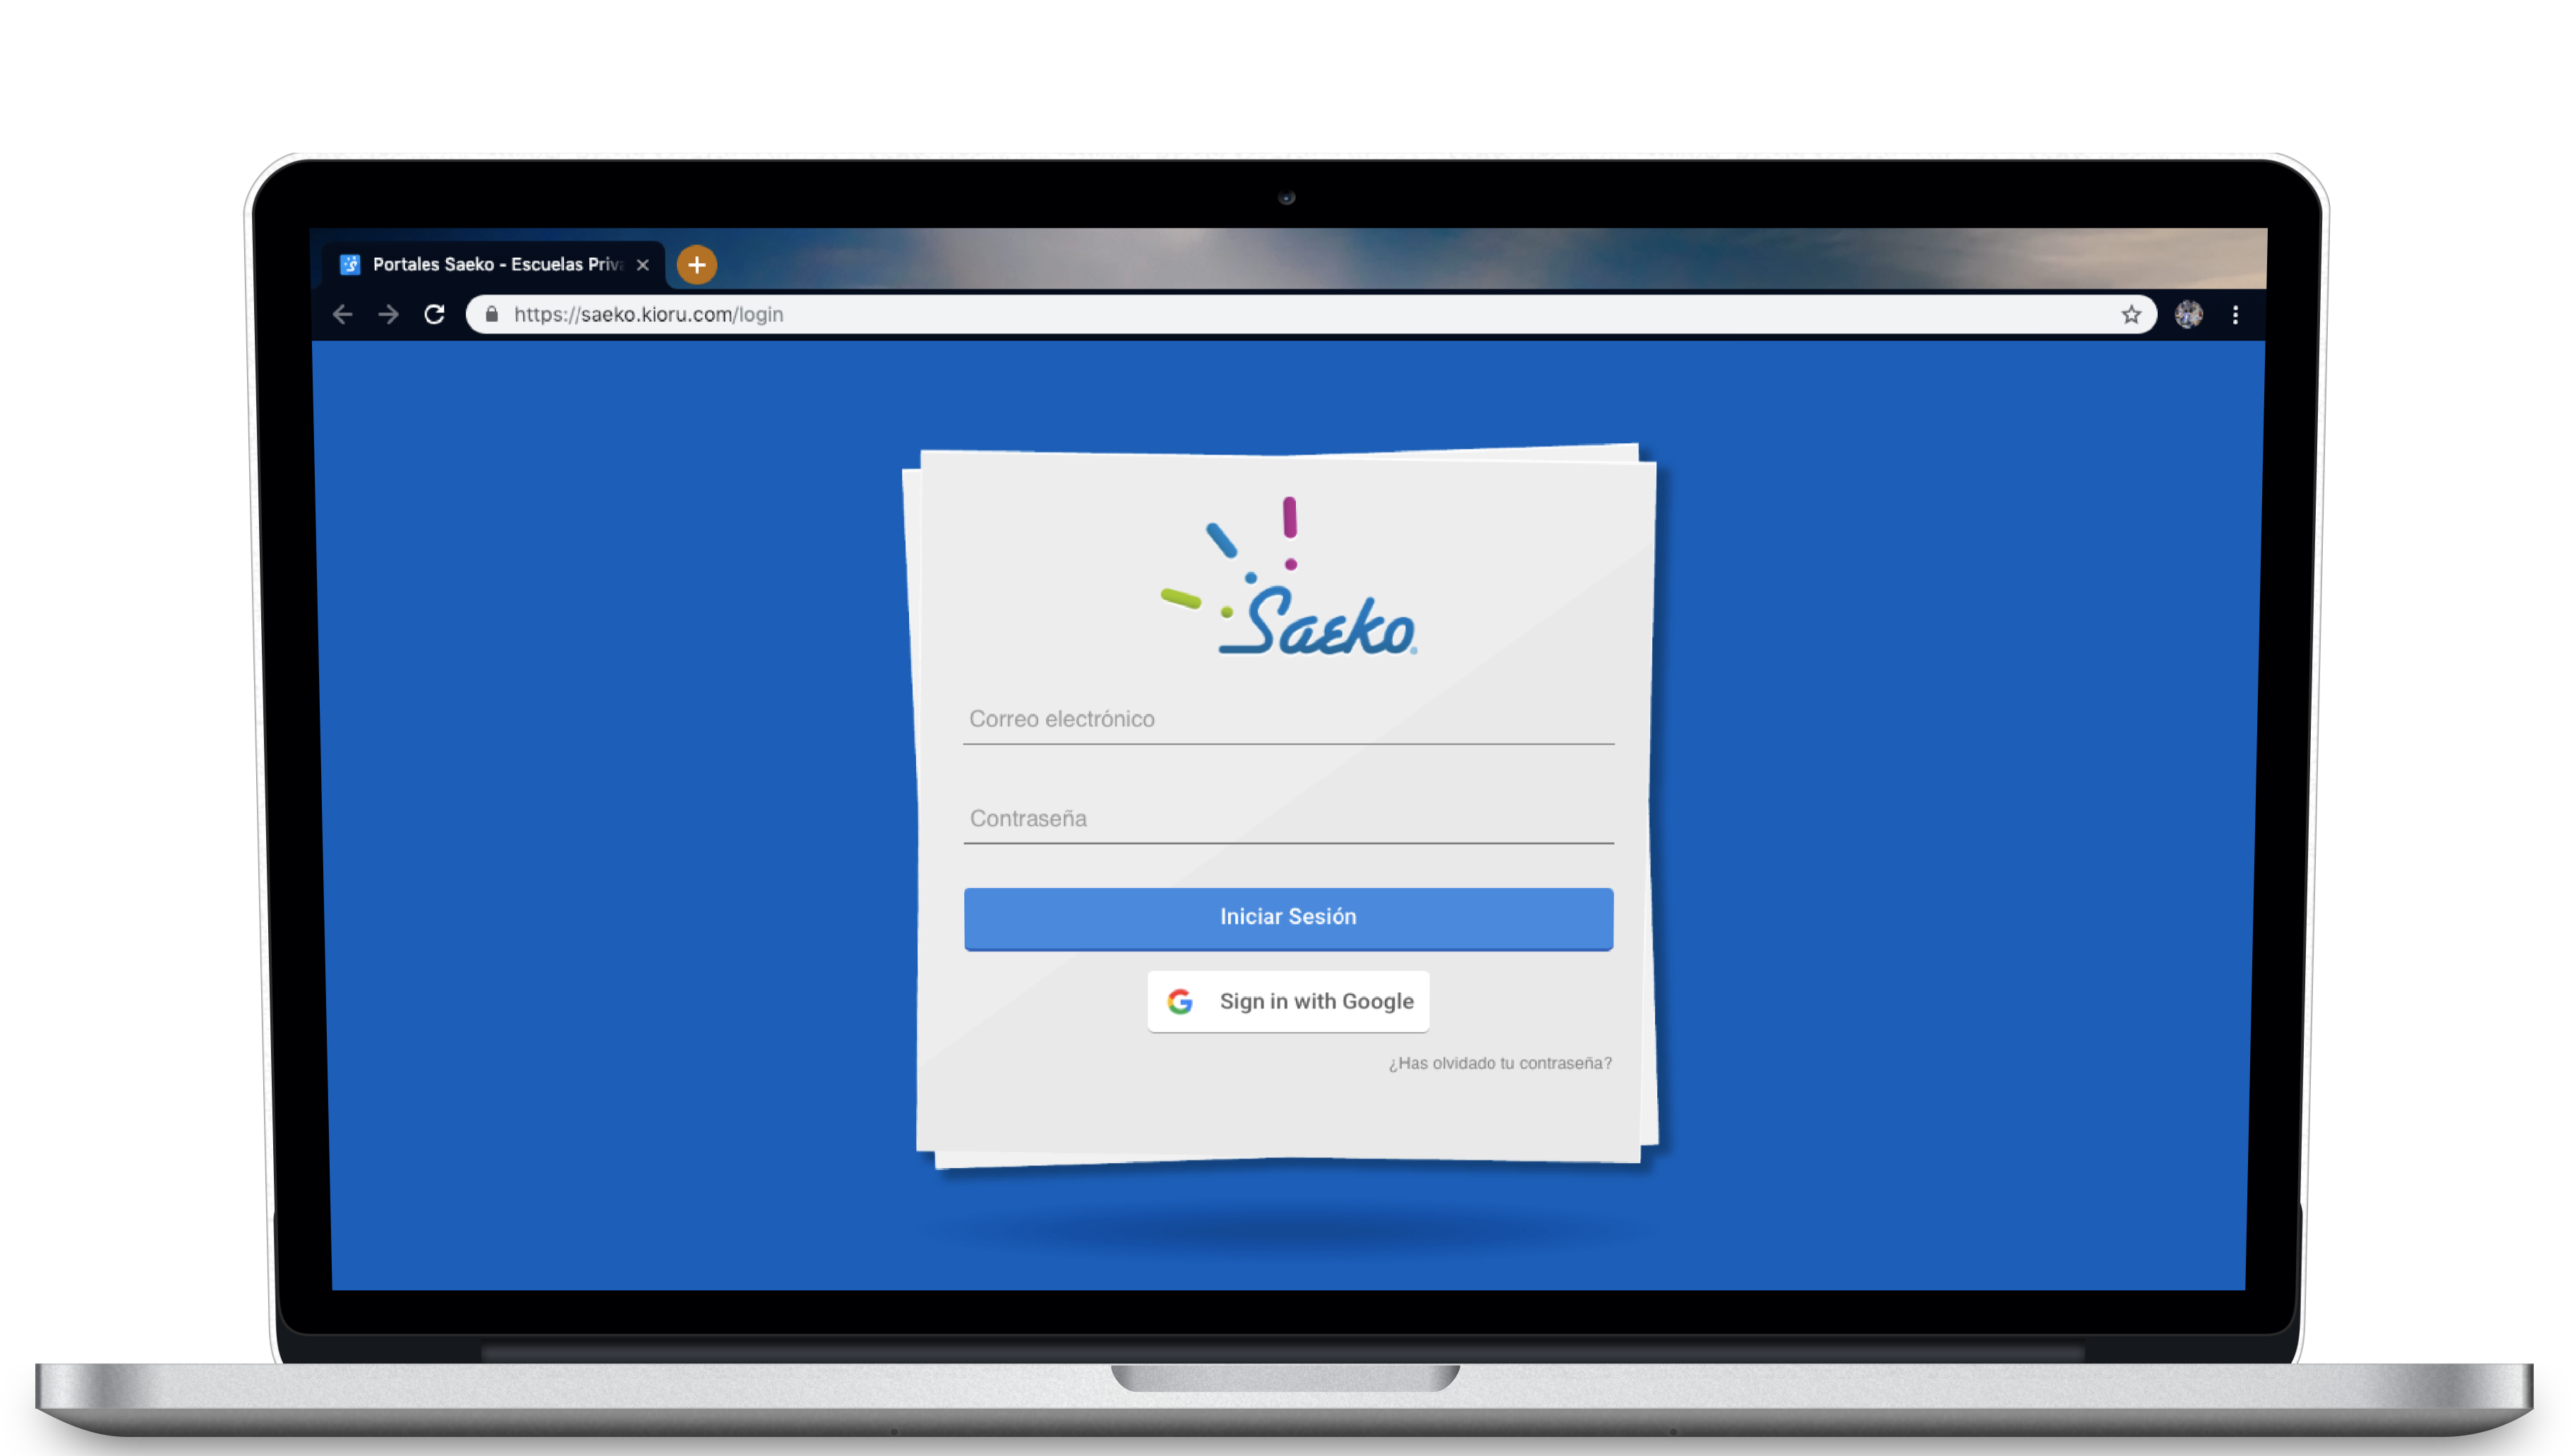 Portales Saeko - Escuelas Priv
https://saeko.kioru.com/login
Saeko
Correo electrónico
Contraseña
Iniciar Sesión
Sign in with Google
¿Has olvidado tu contraseña?